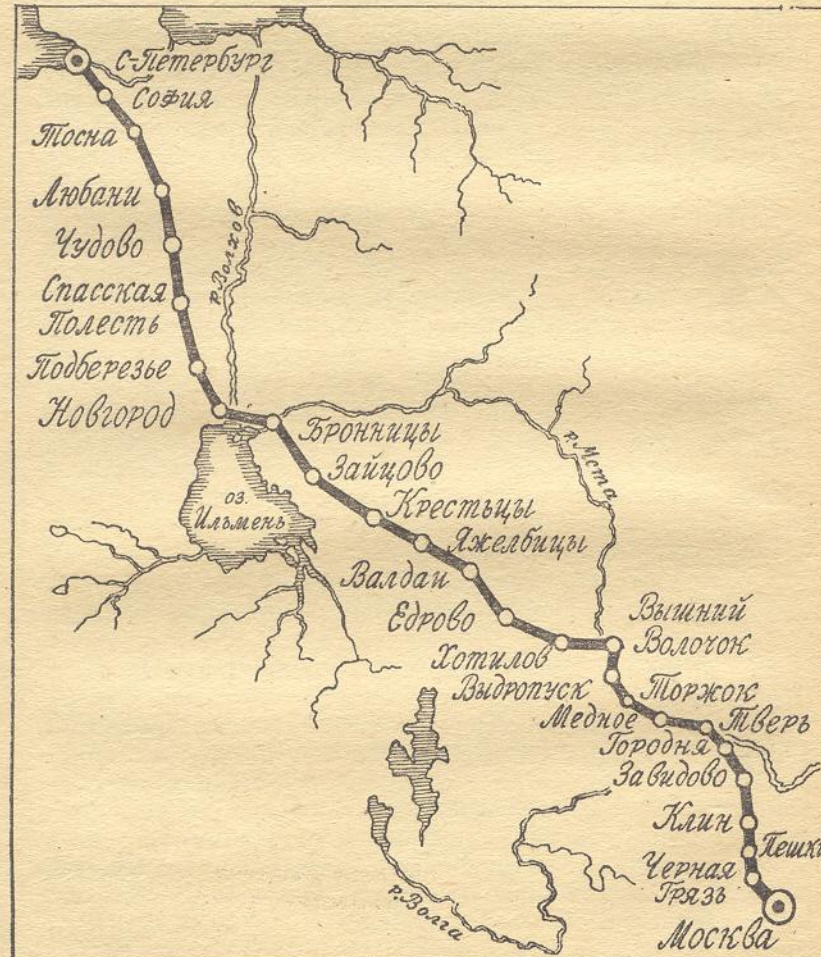 С-Петербург
София
Тосна
Любани
Чудово
р.Волхов
Спасская
Полесть
Подберезье
Новгород
Бронницы
Зайцово
р.Мста
оз.
Ильмень
Крестьцы
Яжелбицы
Валдаи
Едрово
Вышний
Волочок
Хотилов
Выдропуск
Торжок
Медное
Тверь
Городня
Завидово
Клин
Пешки
Черная
Грязь
р.Волга
Москва